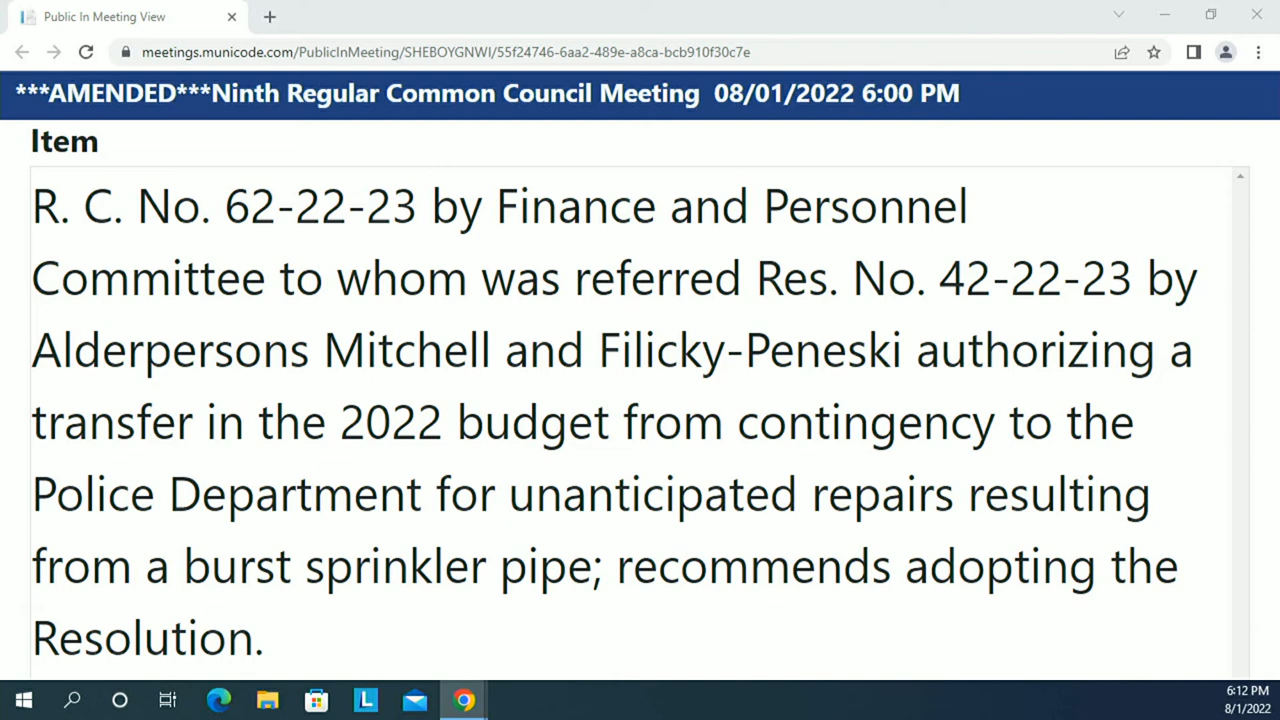 Public In Meeting View
meetings.municode.com/PublicInMeeting/SHEBOYGNWI/55f24746-6aa2-489e-a8ca-bcb910f30c7e
***AMENDED***Ninth Regular Common Council Meeting 08/01/2022 6:00 PM
Item
R. C. No. 62-22-23 by Finance and Personnel
Committee to whom was referred Res. No. 42-22-23 by
Alderpersons Mitchell and Filicky-Peneski authorizing a
transfer in the 2022 budget from contingency to the
Police Department for unanticipated repairs resulting
from a burst sprinkler pipe; recommends adopting the
Resolution.
L
6:12 PM
8/1/2022